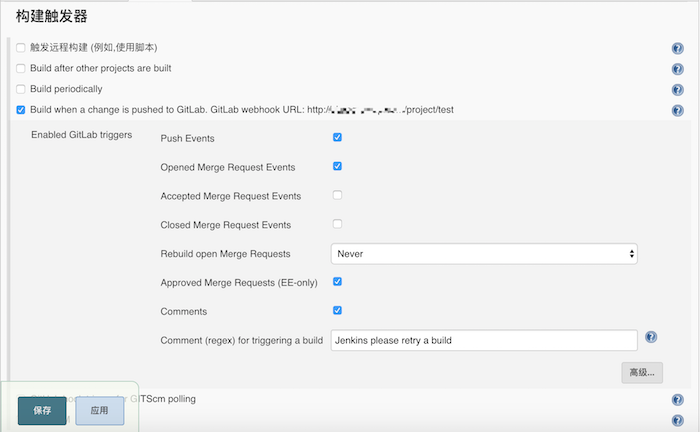 构建触发器
触发远程构建 (例如,使用脚本)
Build after other projects are built
Build periodically
Build when a change is pushed to GitLab. GitLab webhook URL: http:// /project/test
Enabled GitLab triggers
Push Events
Opened Merge Request Events
Accepted Merge Request Events
Closed Merge Request Events
Rebuild open Merge Requests Never
Approved Merge Requests (EE-only)
Comments
Comment (regex) for triggering a build Jenkins please retry a build
高级...
GITScm polling
保存 应用